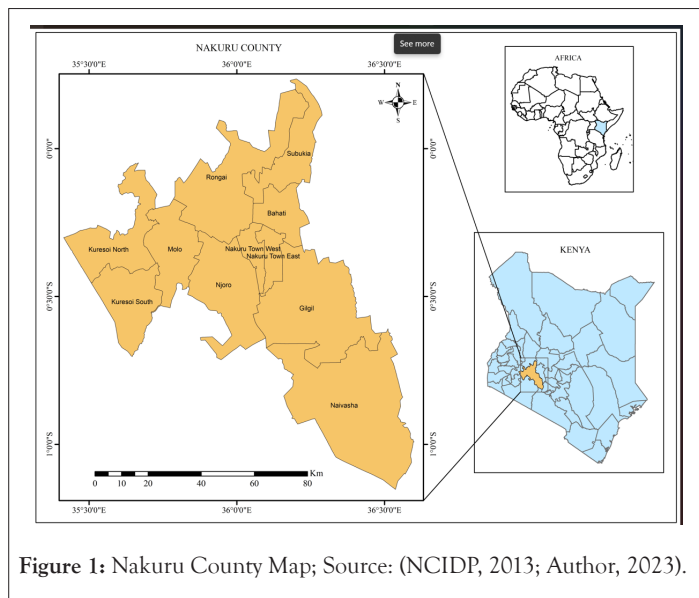 NAKURU COUNTY
See more
35°30'0"E
36°0'0"E
36°30'0"E
N
W
E
S
0°0'0"
0°0'0"
Subukia
Rongai
Bahati
Kuresoi North
Molo
Nakuru Town West
Nakuru Town East
Kuresoi South
Njoro
Gilgil
0°30'0"S
0°30'0"S
Naivasha
1°0'0"S
1°0'0"S
0 10 20 40 60 80
Km
35°30'0"E
36°0'0"E
36°30'0"E
AFRICA
KENYA
Figure 1: Nakuru County Map; Source: (NCIDP, 2013; Author, 2023).